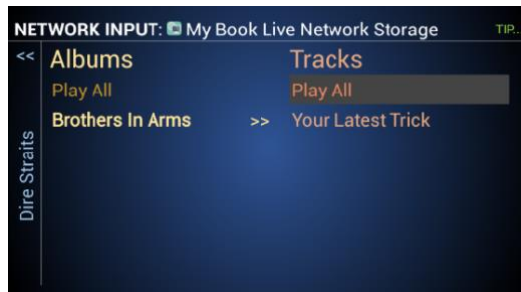 NETWORK INPUT: My Book Live Network Storage TIP..
<< Albums Tracks
Play All Play All
Brothers In Arms >> Your Latest Trick
Dire Straits